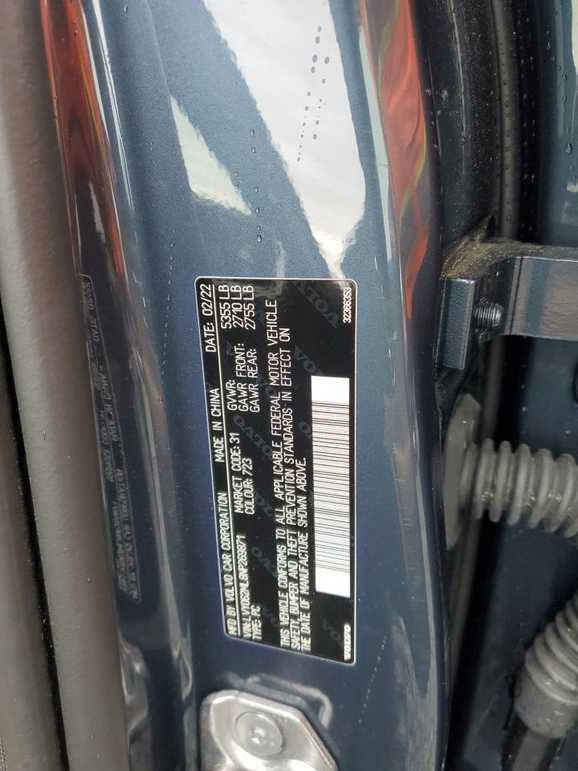 MFD BY VOLVO CAR CORPORATION MADE IN CHINA DATE: 02/22
MARKET CODE: 31 GVWR: 5355 LB
TYPE: PC COLOUR: 723 GAWR FRONT: 2710 LB
GAWR REAR: 2755 LB
THIS VEHICLE CONFORMS TO ALL APPLICABLE FEDERAL MOTOR VEHICLE
SAFETY, BUMPER AND THEFT PREVENTION STANDARDS IN EFFECT ON
THE DATE OF MANUFACTURE SHOWN ABOVE.
VOLVO 32366353